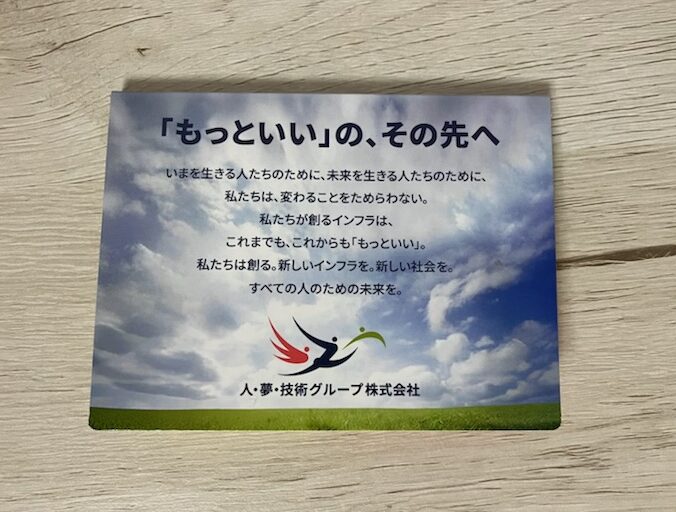 「もっといい」の、その先へ
いまを生きる人たちのために、未来を生きる人たちのために、
私たちは、変わることをためらわない。
私たちが創るインフラは、
これまでも、これからも「もっといい」。
私たちは創る。新しいインフラを。新しい社会を。
すべての人のための未来を。
人・夢・技術グループ株式会社